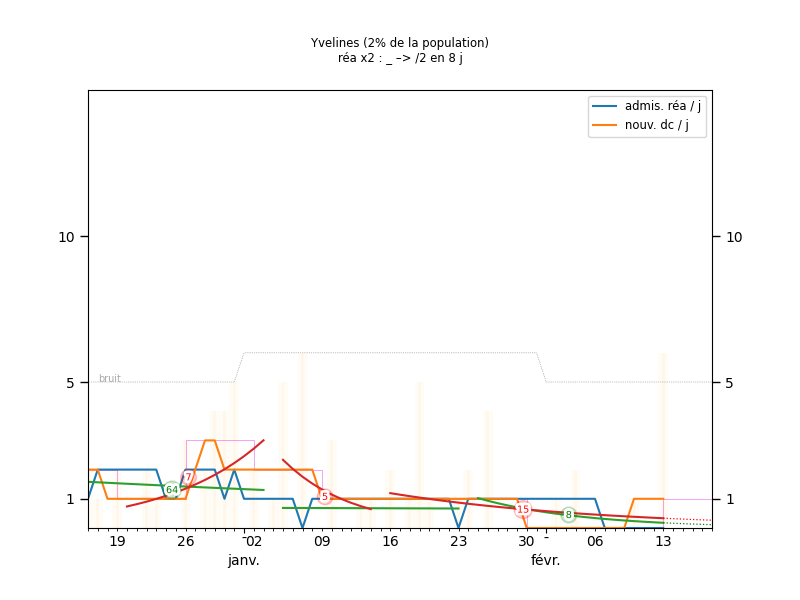 Yvelines (2% de la population)
réa x2 : _ –> /2 en 8 j
admis. réa / j
nouv. dc / j
10 10
bruit
5 5
7
64
5
15
8
1 1
19 26 02 09 16 23 30 06 13
janv. févr.